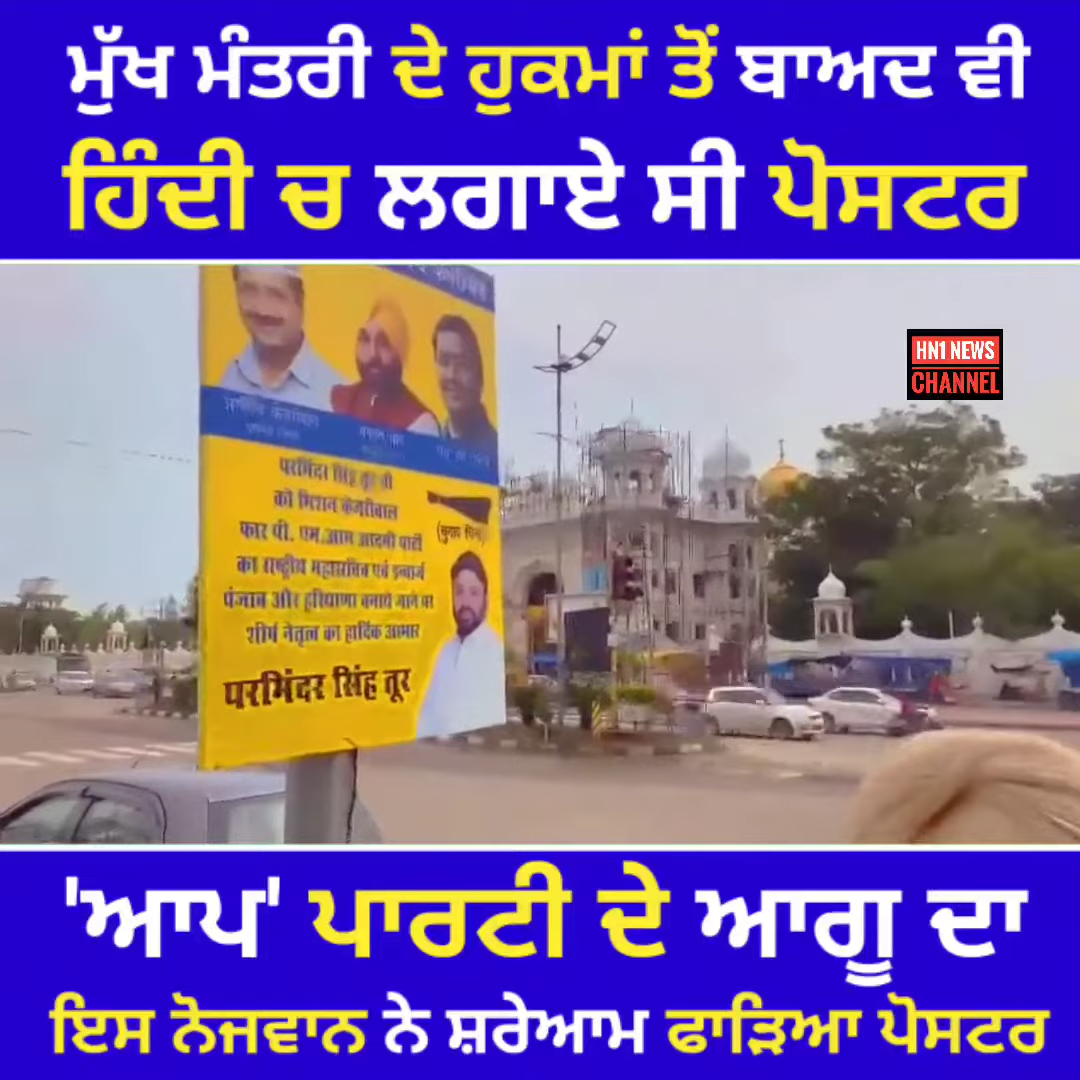 ਮੁੱਖ ਮੰਤਰੀ ਦੇ ਹੁਕਮਾਂ ਤੋਂ ਬਾਅਦ ਵੀ
ਹਿੰਦੀ ਚ ਲਗਾਏ ਸੀ ਪੋਸਟਰ
HN1 NEWS
CHANNEL
परमिंदर सिंह तूर जी
को मिशन केजरीवाल
फार पी. एम.आम आदमी पार्टी
का राष्ट्रीय महासचिव एवं इन्चार्ज
पंजाब और हरियाणा बनाये जाने पर
शीर्ष नेतृत्व का हार्दिक आभार
परमिंदर सिंह तूर
'ਆਪ' ਪਾਰਟੀ ਦੇ ਆਗੂ ਦਾ
ਇਸ ਨੋਜਵਾਨ ਨੇ ਸ਼ਰੇਆਮ ਫਾੜਿਆ ਪੋਸਟਰ